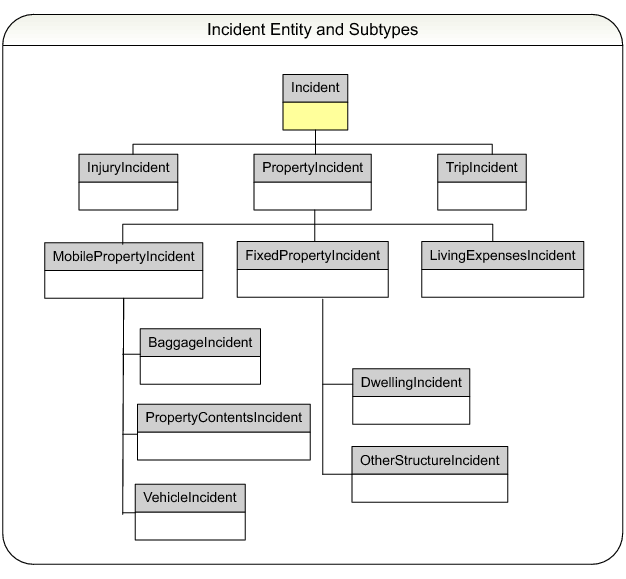 Incident Entity and Subtypes
Incident
InjuryIncident
PropertyIncident
TripIncident
MobilePropertyIncident
FixedPropertyIncident
LivingExpensesIncident
BaggageIncident
DwellingIncident
PropertyContentsIncident
OtherStructureIncident
VehicleIncident